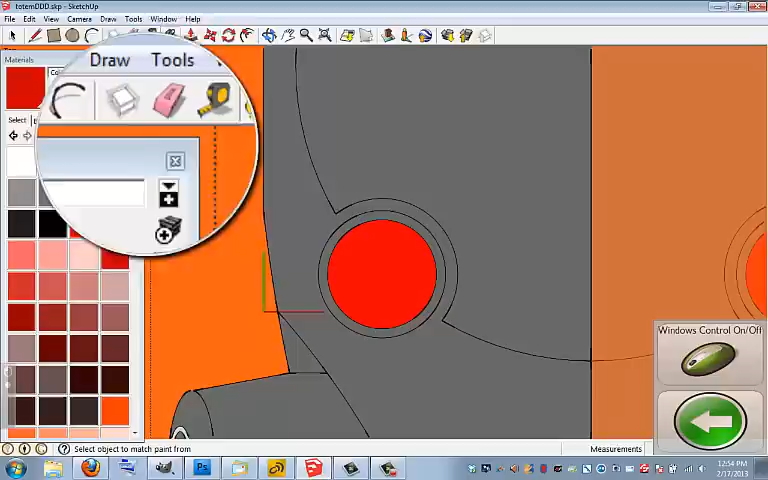 totemDDD.skp - SketchUp
File Edit View Camera Draw Tools Window Help
Materials
Draw Tools
Select
Windows Control On/Off
Select object to match paint from
Measurements
12:54 PM
2/17/2013